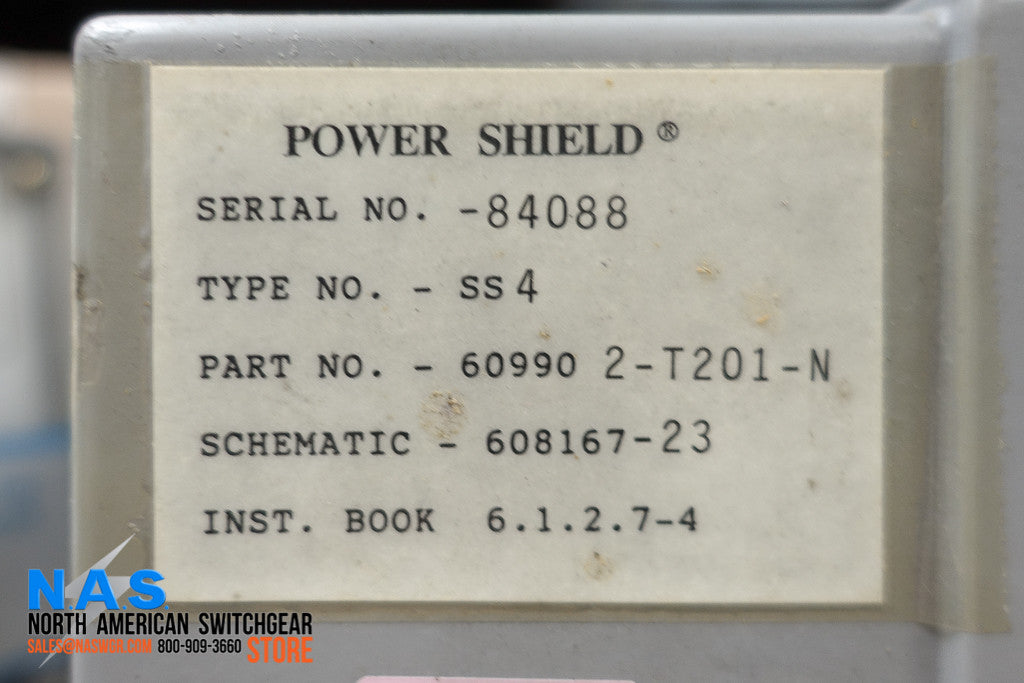 POWER SHIELD ®
SERIAL NO. -84088
TYPE NO. - SS4
PART NO. - 60990 2-T201-N
SCHEMATIC - 608167-23
INST. BOOK 6.1.2.7-4
N.A.S
NORTH AMERICAN SWITCHGEAR
SALES@NASWGR.COM 800-909-3660 STORE